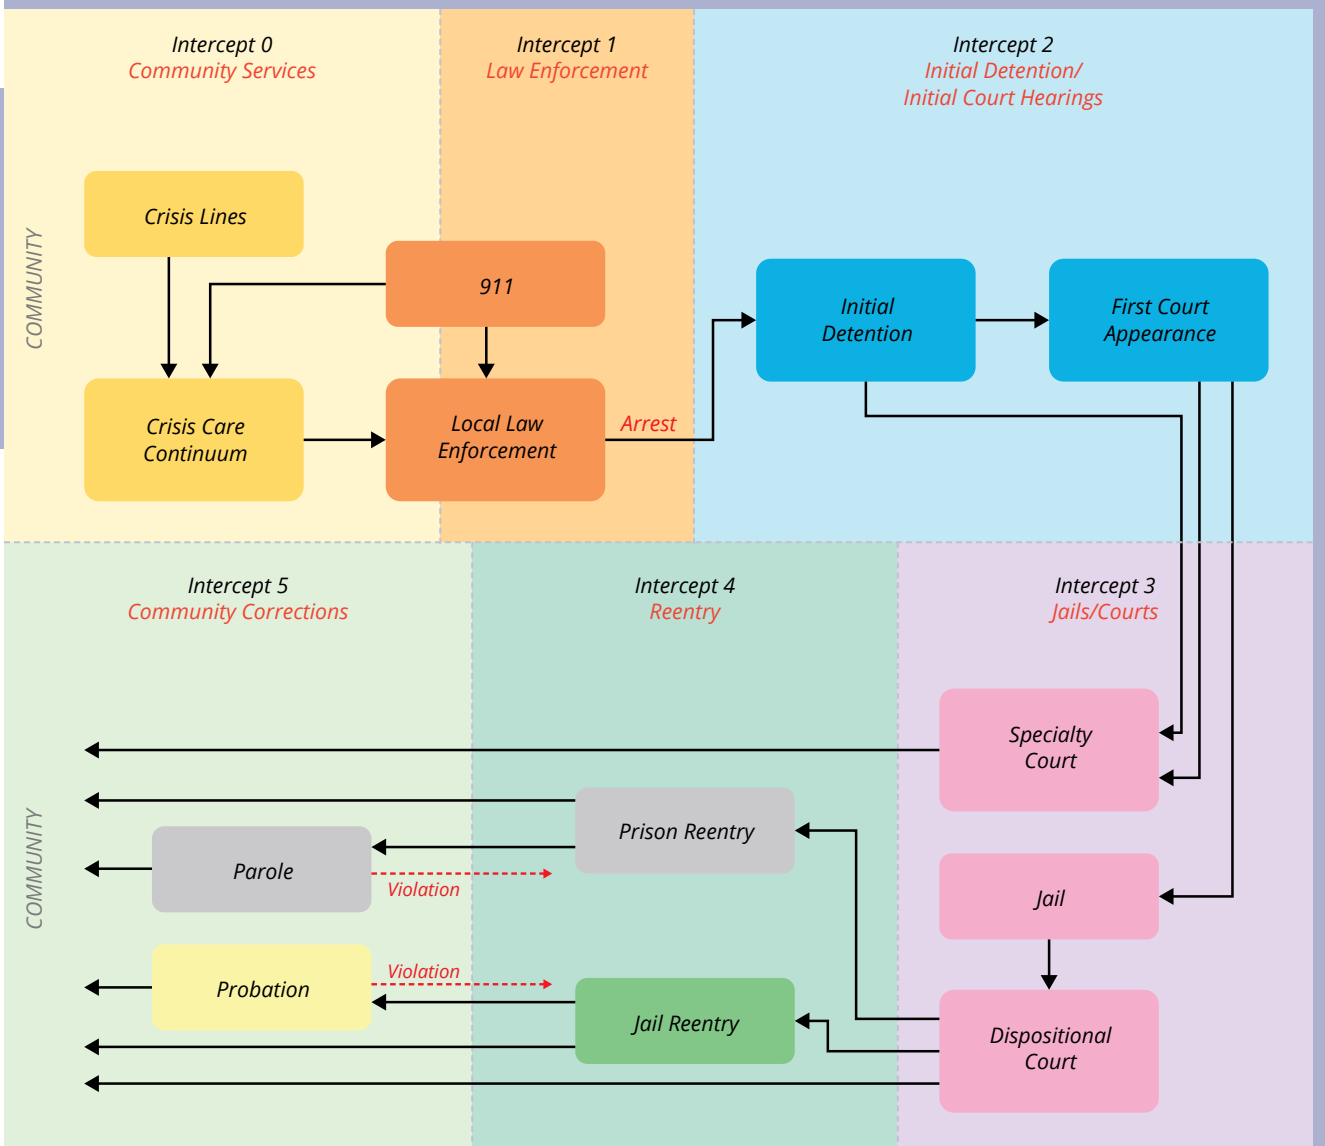 Intercept 0
Community Services
Intercept 1
Law Enforcement
Intercept 2
Initial Detention/
Initial Court Hearings
COMMUNITY
Crisis Lines
911
Crisis Care
Continuum
Local Law
Enforcement
Arrest
Initial
Detention
First Court
Appearance
Intercept 5
Community Corrections
Intercept 4
Reentry
Intercept 3
Jails/Courts
COMMUNITY
Specialty
Court
Prison Reentry
Parole
Violation
Jail
Violation
Probation
Jail Reentry
Dispositional
Court